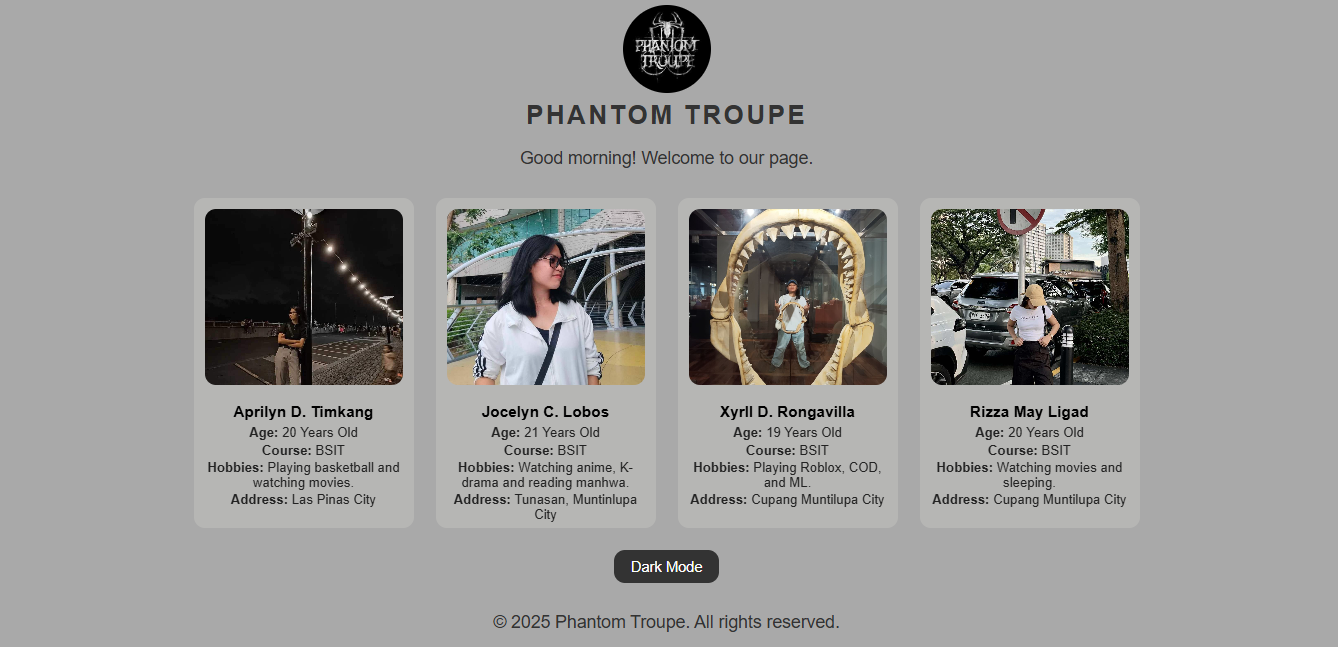 PHANTOM
TROUPE
PHANTOM TROUPE
Good morning! Welcome to our page.
Aprilyn D. Timkang
Age: 20 Years Old
Course: BSIT
Hobbies: Playing basketball and
watching movies.
Address: Las Pinas City
Jocelyn C. Lobos
Age: 21 Years Old
Course: BSIT
Hobbies: Watching anime, K-
drama and reading manhwa.
Address: Tunasan, Muntinlupa
City
Xyrll D. Rongavilla
Age: 19 Years Old
Course: BSIT
Hobbies: Playing Roblox, COD,
and ML.
Address: Cupang Muntilupa City
Rizza May Ligad
Age: 20 Years Old
Course: BSIT
Hobbies: Watching movies and
sleeping.
Address: Cupang Muntilupa City
Dark Mode
© 2025 Phantom Troupe. All rights reserved.